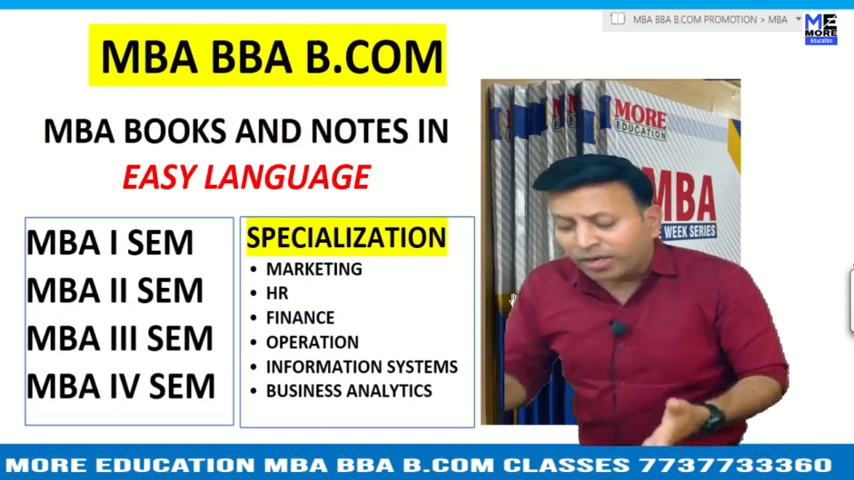 MBA BBA B.COM PROMOTION > MBA
ME
MORE
Education
MBA BBA B.COM
MBA BOOKS AND NOTES IN
EASY LANGUAGE
MBA I SEM
MBA II SEM
MBA III SEM
MBA IV SEM
SPECIALIZATION
• MARKETING
• HR
• FINANCE
• OPERATION
• INFORMATION SYSTEMS
• BUSINESS ANALYTICS
MORE
EDUCATION
MBA
WEEK SERIES
MORE EDUCATION MBA BBA B.COM CLASSES 7737733360